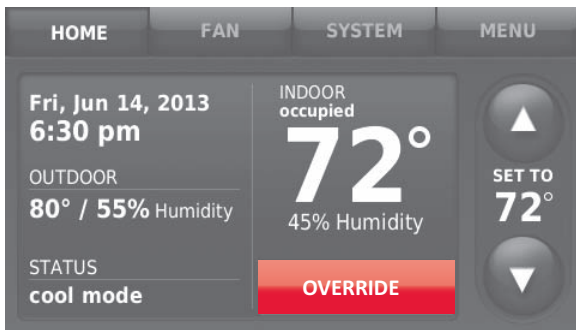 HOME FAN SYSTEM MENU
Fri, Jun 14, 2013
6:30 pm
OUTDOOR
80° / 55% Humidity
STATUS
cool mode
INDOOR
occupied
72°
45% Humidity
OVERRIDE
SET TO
72°